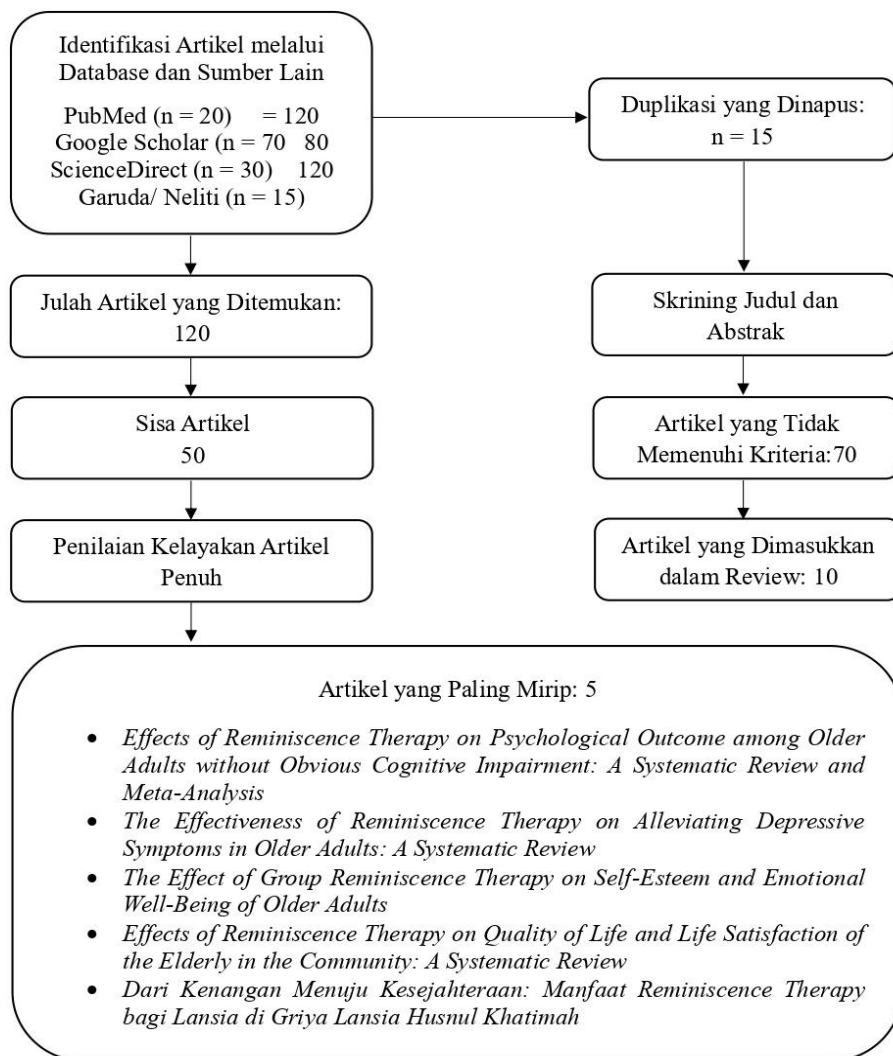 Identifikasi Artikel melalui
Database dan Sumber Lain
PubMed (n = 20) = 120
Google Scholar (n = 70 80
ScienceDirect (n = 30) 120
Garuda/ Neliti (n = 15)
Duplikasi yang Dinapus:
n = 15
Julah Artikel yang Ditemukan:
120
Skrining Judul dan
Abstrak
Sisa Artikel
50
Artikel yang Tidak
Memenuhi Kriteria:70
Penilaian Kelayakan Artikel
Penuh
Artikel yang Dimasukkan
dalam Review: 10
Artikel yang Paling Mirip: 5
• Effects of Reminiscence Therapy on Psychological Outcome among Older
Adults without Obvious Cognitive Impairment: A Systematic Review and
Meta-Analysis
• The Effectiveness of Reminiscence Therapy on Alleviating Depressive
Symptoms in Older Adults: A Systematic Review
• The Effect of Group Reminiscence Therapy on Self-Esteem and Emotional
Well-Being of Older Adults
• Effects of Reminiscence Therapy on Quality of Life and Life Satisfaction of
the Elderly in the Community: A Systematic Review
• Dari Kenangan Menuju Kesejahteraan: Manfaat Reminiscence Therapy
bagi Lansia di Griya Lansia Husnul Khatimah